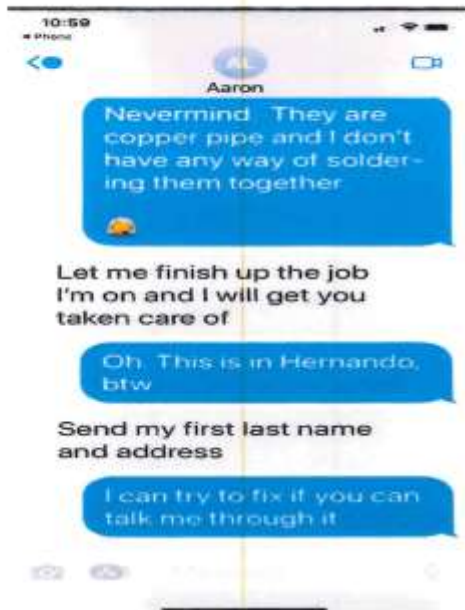 10:59
◀ Phone
AL
Aaron
Nevermind They are
copper pipe and I don't
have any way of solder-
ing them together
Let me finish up the job
I'm on and I will get you
taken care of
Oh. This is in Hernando,
btw
Send my first last name
and address
I can try to fix if you can
talk me through it